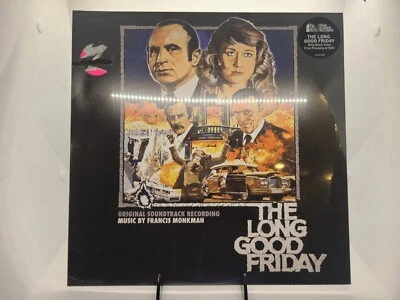 THE LONG
GOOD FRIDAY
ORIGINAL SOUNDTRACK RECORDING
MUSIC BY FRANCIS MONKMAN
THE
LONG
GOOD
FRIDAY